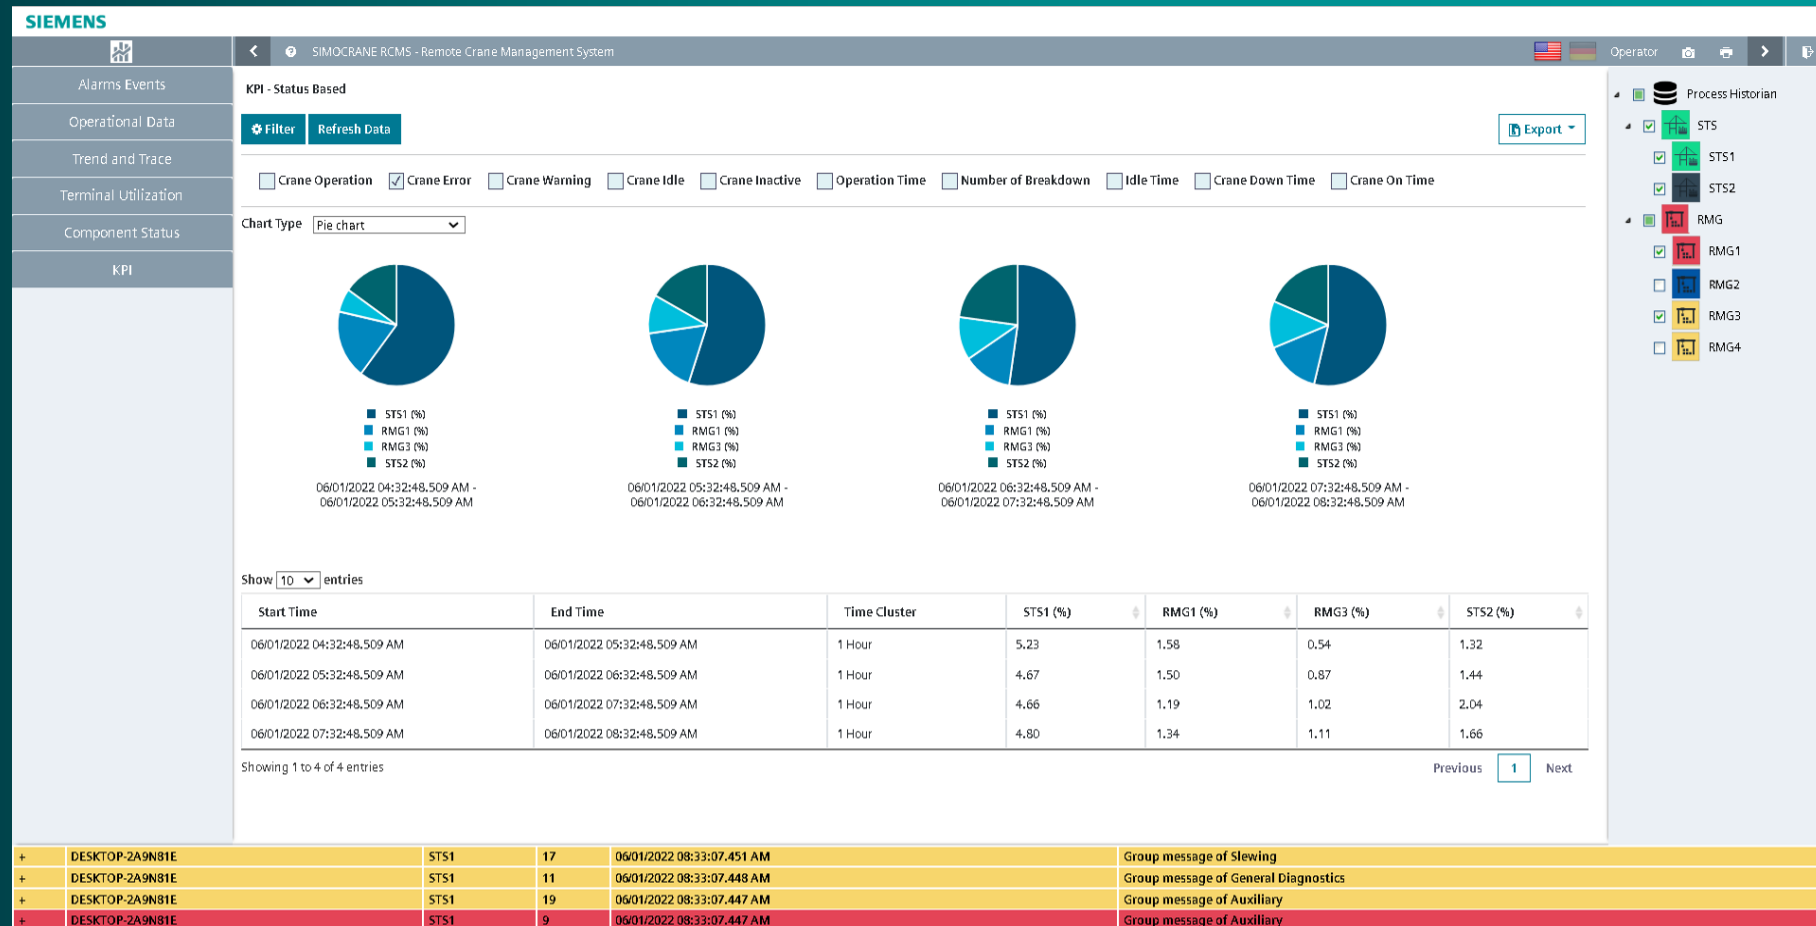 SIEMENS
SIMOCRANE RCMS - Remote Crane Management System
Operator
Alarms Events
Operational Data
Trend and Trace
Terminal Utilization
Component Status
KPI
KPI - Status Based
Filter Refresh Data
Export
Crane Operation Crane Error Crane Warning Crane Idle Crane Inactive Operation Time Number of Breakdown Idle Time Crane Down Time Crane On Time
Chart Type Pie chart
STS1 (%)
RMG1 (%)
RMG3 (%)
STS2 (%)
06/01/2022 04:32:48.509 AM -
06/01/2022 05:32:48.509 AM
STS1 (%)
RMG1 (%)
RMG3 (%)
STS2 (%)
06/01/2022 05:32:48.509 AM -
06/01/2022 06:32:48.509 AM
STS1 (%)
RMG1 (%)
RMG3 (%)
STS2 (%)
06/01/2022 06:32:48.509 AM -
06/01/2022 07:32:48.509 AM
STS1 (%)
RMG1 (%)
RMG3 (%)
STS2 (%)
06/01/2022 07:32:48.509 AM -
06/01/2022 08:32:48.509 AM
Show 10 entries
Start Time End Time Time Cluster STS1 (%) RMG1 (%) RMG3 (%) STS2 (%)
06/01/2022 04:32:48.509 AM 06/01/2022 05:32:48.509 AM 1 Hour 5.23 1.58 0.54 1.32
06/01/2022 05:32:48.509 AM 06/01/2022 06:32:48.509 AM 1 Hour 4.67 1.50 0.87 1.44
06/01/2022 06:32:48.509 AM 06/01/2022 07:32:48.509 AM 1 Hour 4.66 1.19 1.02 2.04
06/01/2022 07:32:48.509 AM 06/01/2022 08:32:48.509 AM 1 Hour 4.80 1.34 1.11 1.66
Showing 1 to 4 of 4 entries
Previous 1 Next
Process Historian
STS
STS1
STS2
RMG
RMG1
RMG2
RMG3
RMG4
+ DESKTOP-2A9N81E STS1 17 06/01/2022 08:33:07.451 AM Group message of Slewing
+ DESKTOP-2A9N81E STS1 11 06/01/2022 08:33:07.448 AM Group message of General Diagnostics
+ DESKTOP-2A9N81E STS1 19 06/01/2022 08:33:07.447 AM Group message of Auxiliary
+ DESKTOP-2A9N81E STS1 9 06/01/2022 08:33:07.447 AM Group message of Auxiliary